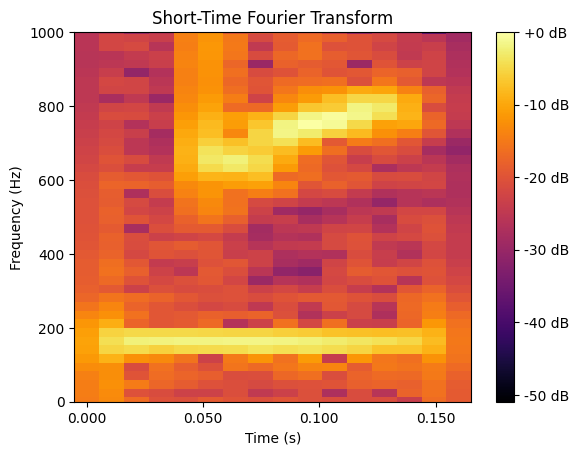 Short-Time Fourier Transform
1000
800
600
400
200
0
Frequency (Hz)
0.000
0.050
0.100
0.150
Time (s)
+0 dB
-10 dB
-20 dB
-30 dB
-40 dB
-50 dB